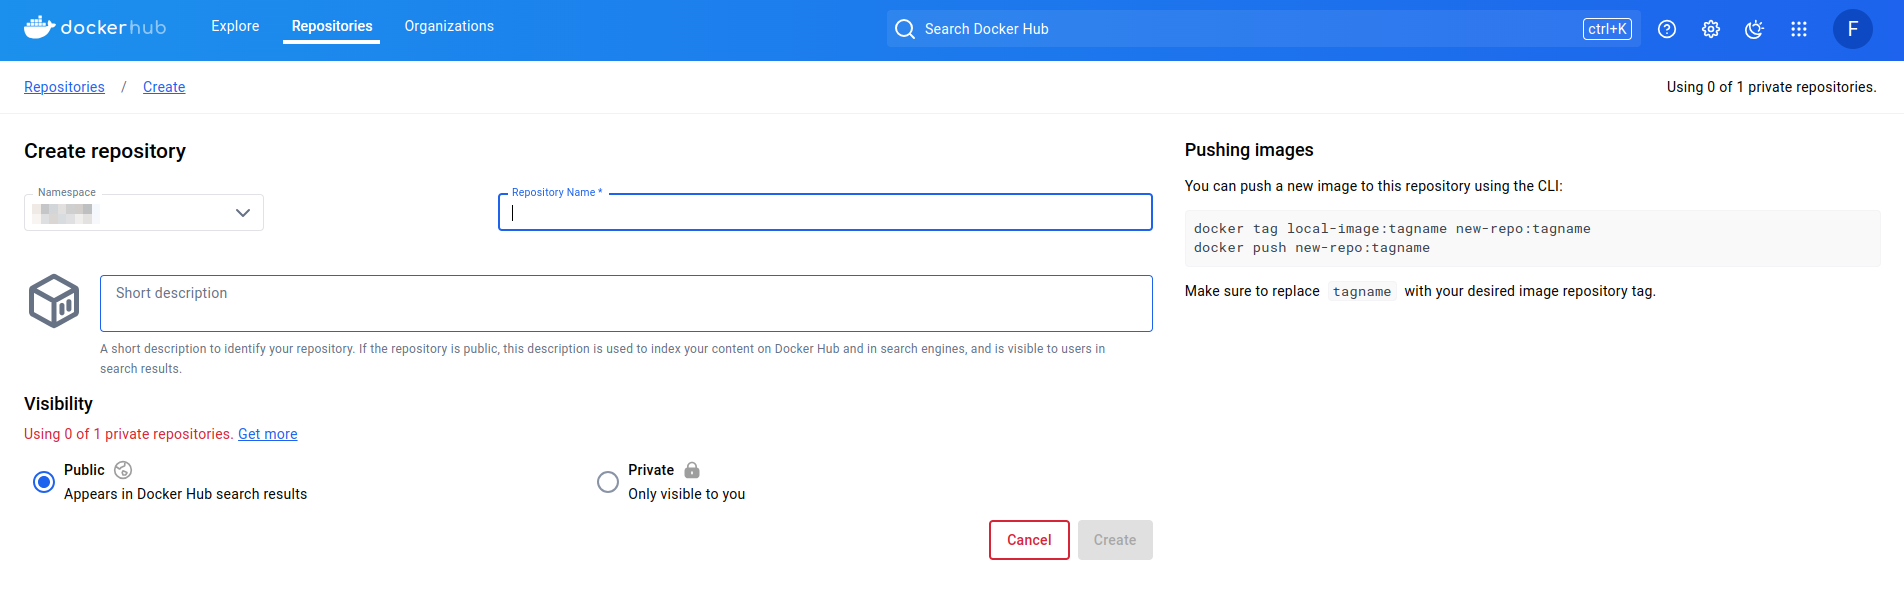 dockerhub
Explore
Repositories
Organizations
Search Docker Hub
ctrl+K
F
Repositories / Create
Using 0 of 1 private repositories.
Create repository
Namespace
Repository Name *
Short description
A short description to identify your repository. If the repository is public, this description is used to index your content on Docker Hub and in search engines, and is visible to users in
search results.
Visibility
Using 0 of 1 private repositories. Get more
Public
Appears in Docker Hub search results
Private
Only visible to you
Cancel
Create
Pushing images
You can push a new image to this repository using the CLI:
docker tag local-image:tagname new-repo:tagname
docker push new-repo:tagname
Make sure to replace tagname with your desired image repository tag.